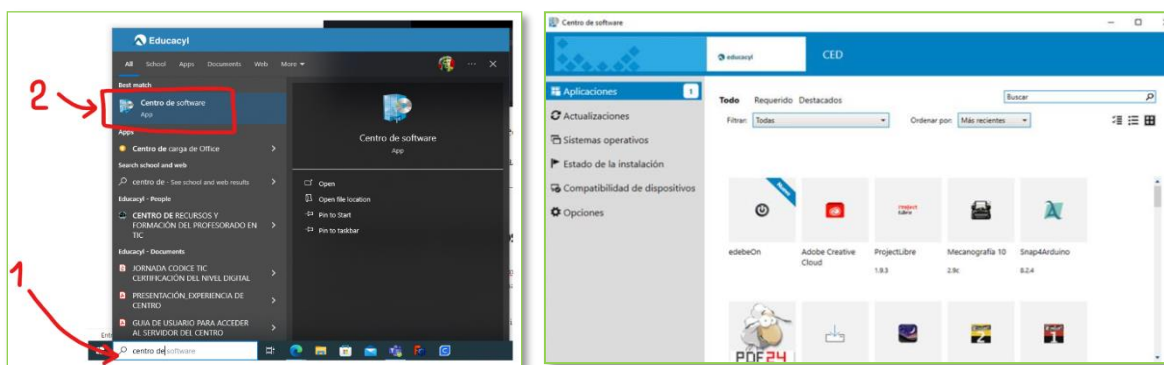 Educacyl
All School Apps Documents Web More
Best match
2
Centro de software
App
Apps
Centro de carga de Office
Search school and web
centro de - See school and web results
Educacyl - People
CENTRO DE RECURSOS Y
FORMACIÓN DEL PROFESORADO EN
TIC
Educacyl - Documents
JORNADA CODICE TIC
CERTIFICACIÓN DEL NIVEL DIGITAL
PRESENTACIÓN_EXPERIENCIA DE
CENTRO
GUIA DE USUARIO PARA ACCEDER
AL SERVIDOR DEL CENTRO
1
centro de software
Centro de software
App
Open
Open file location
Pin to Start
Pin to taskbar
Centro de software
educacyl
CED
Aplicaciones 1
Actualizaciones
Sistemas operativos
Estado de la instalación
Compatibilidad de dispositivos
Opciones
Todo Requerido Destacados
Buscar
Filtrar: Todas
Ordenar por: Más recientes
Nuevo
Project
Libre
edebeOn
Adobe Creative
Cloud
ProjectLibre
1.9.3
Mecanografía 10
2.9c
Snap4Arduino
8.2.4
PDF24